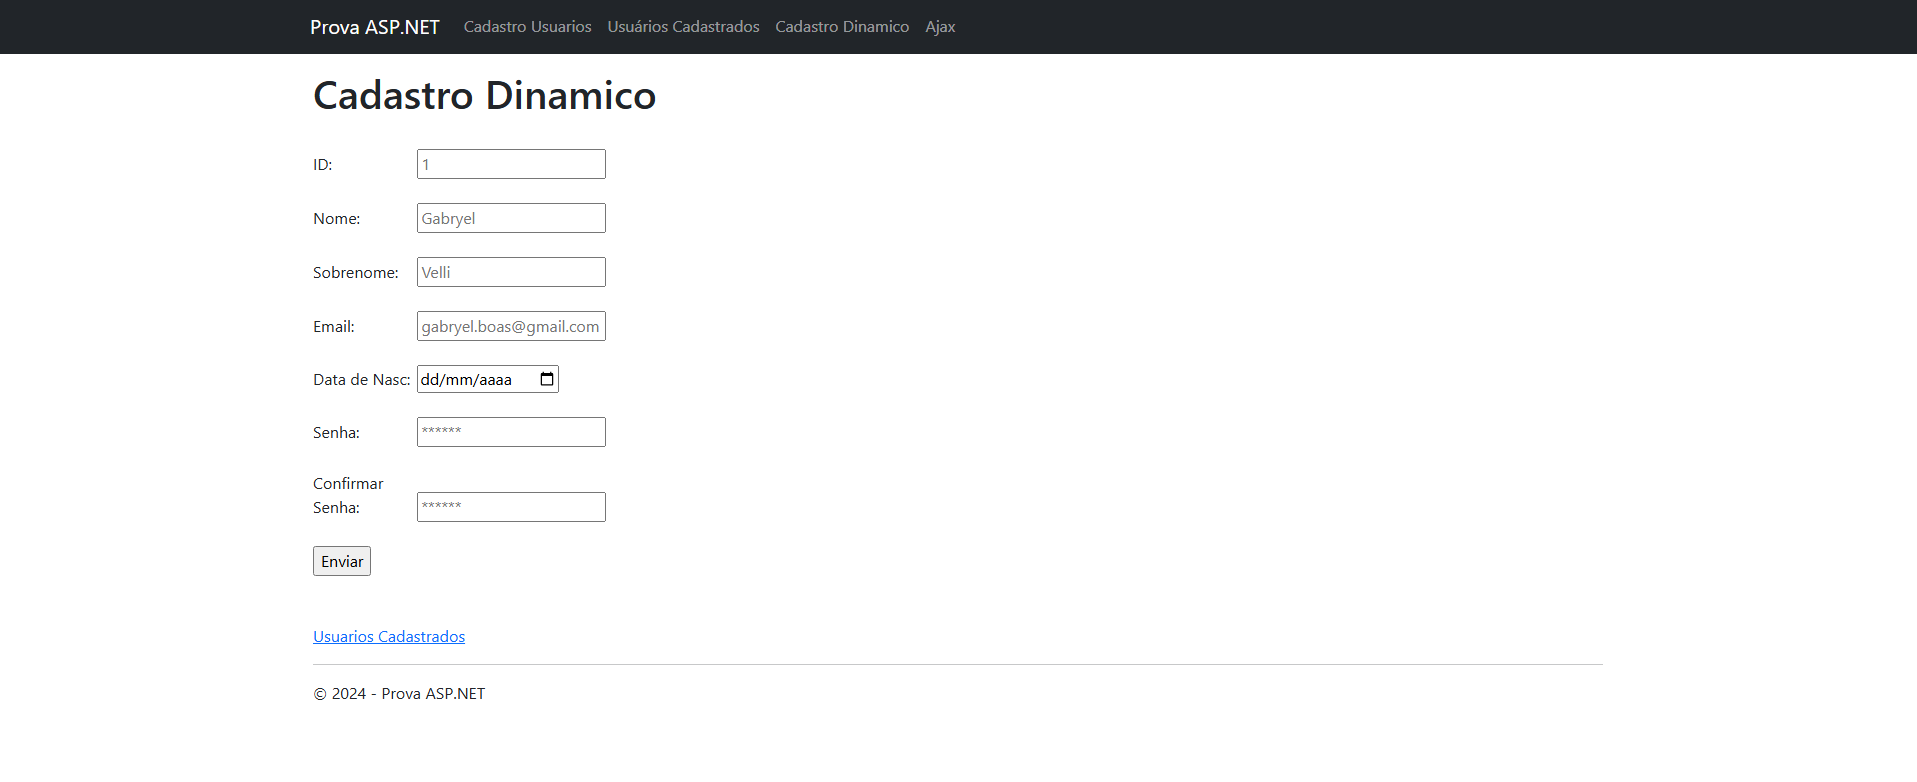 Prova ASP.NET Cadastro Usuarios Usuários Cadastrados Cadastro Dinamico Ajax
Cadastro Dinamico
ID: 1
Nome: Gabryel
Sobrenome: Velli
Email: gabryel.boas@gmail.com
Data de Nasc: dd/mm/aaaa
Senha: ******
Confirmar
Senha: ******
Enviar
Usuarios Cadastrados
© 2024 - Prova ASP.NET